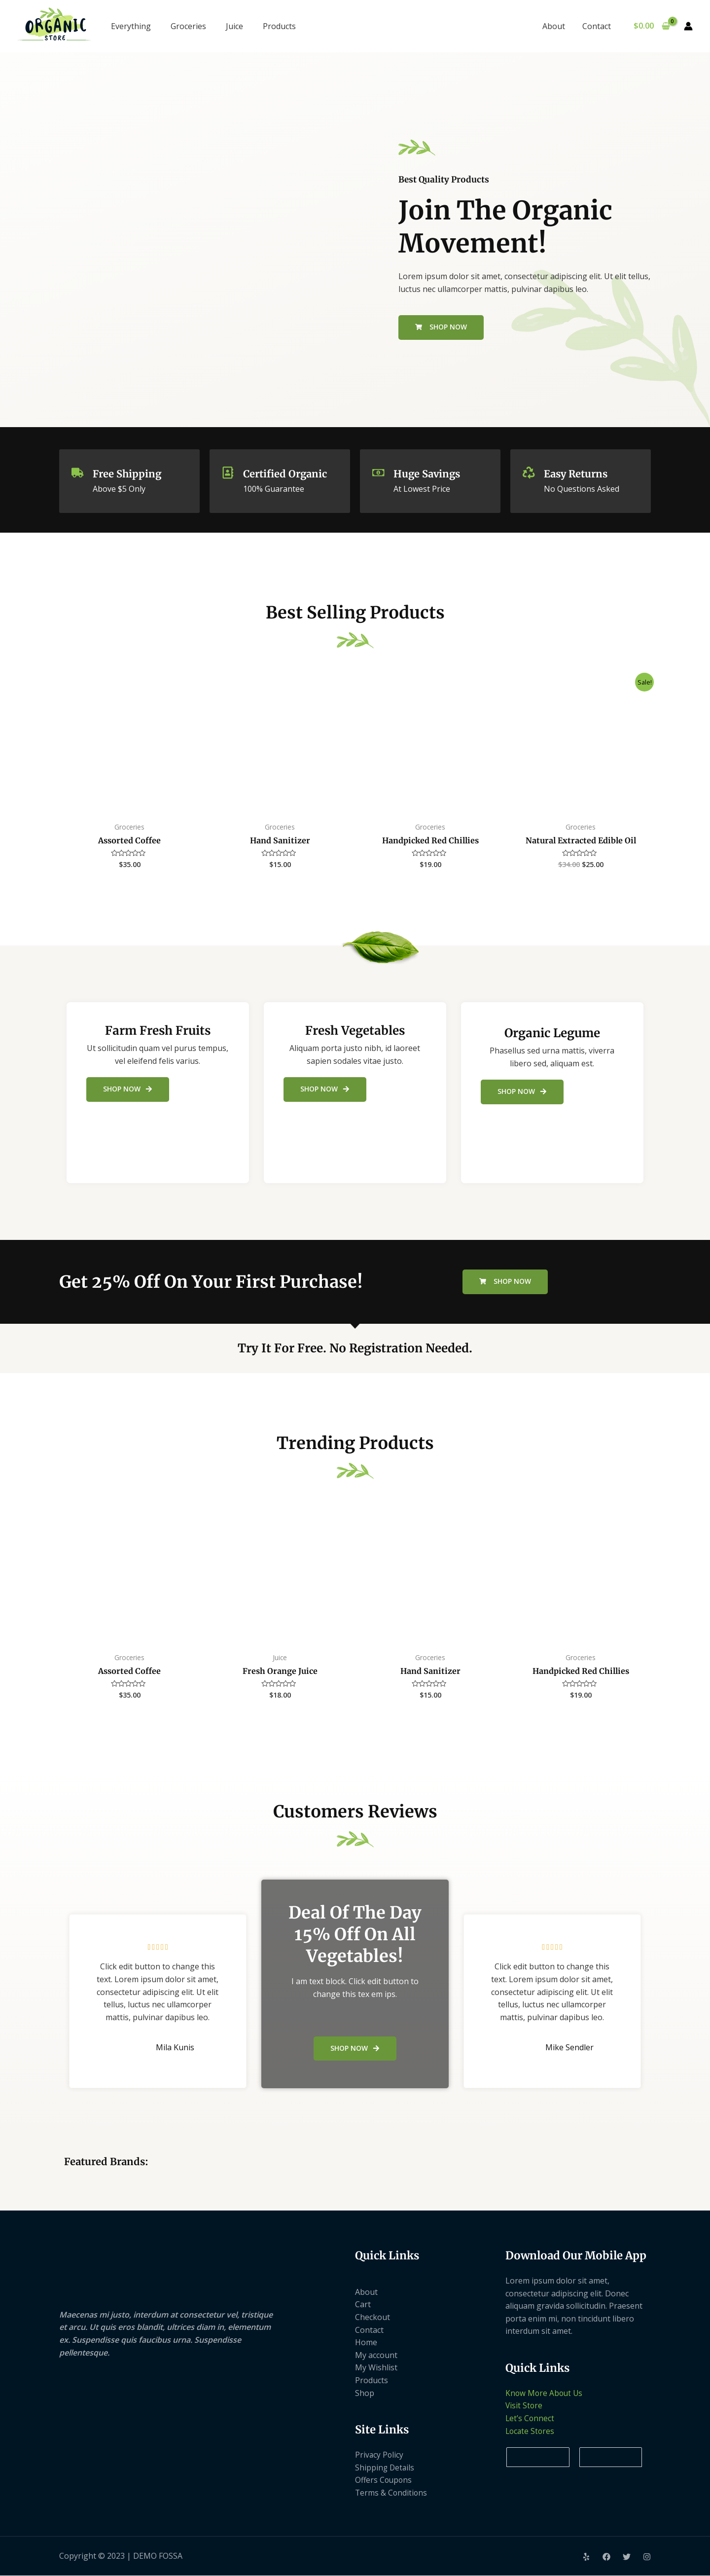 ORGANIC
STORE
Everything Groceries Juice Products
About Contact $0.00 0
Best Quality Products
Join The Organic
Movement!
Lorem ipsum dolor sit amet, consectetur adipiscing elit. Ut elit tellus,
luctus nec ullamcorper mattis, pulvinar dapibus leo.
SHOP NOW
Free Shipping
Above $5 Only
Certified Organic
100% Guarantee
Huge Savings
At Lowest Price
Easy Returns
No Questions Asked
Best Selling Products
Sale!
Groceries
Assorted Coffee
$35.00
Groceries
Hand Sanitizer
$15.00
Groceries
Handpicked Red Chillies
$19.00
Groceries
Natural Extracted Edible Oil
$34.00 $25.00
Farm Fresh Fruits
Ut sollicitudin quam vel purus tempus,
vel eleifend felis varius.
SHOP NOW
Fresh Vegetables
Aliquam porta justo nibh, id laoreet
sapien sodales vitae justo.
SHOP NOW
Organic Legume
Phasellus sed urna mattis, viverra
libero sed, aliquam est.
SHOP NOW
Get 25% Off On Your First Purchase!
SHOP NOW
Try It For Free. No Registration Needed.
Trending Products
Groceries
Assorted Coffee
$35.00
Juice
Fresh Orange Juice
$18.00
Groceries
Hand Sanitizer
$15.00
Groceries
Handpicked Red Chillies
$19.00
Customers Reviews
Click edit button to change this
text. Lorem ipsum dolor sit amet,
consectetur adipiscing elit. Ut elit
tellus, luctus nec ullamcorper
mattis, pulvinar dapibus leo.
Mila Kunis
Deal Of The Day
15% Off On All
Vegetables!
I am text block. Click edit button to
change this tex em ips.
SHOP NOW
Click edit button to change this
text. Lorem ipsum dolor sit amet,
consectetur adipiscing elit. Ut elit
tellus, luctus nec ullamcorper
mattis, pulvinar dapibus leo.
Mike Sendler
Featured Brands:
Maecenas mi justo, interdum at consectetur vel, tristique
et arcu. Ut quis eros blandit, ultrices diam in, elementum
ex. Suspendisse quis faucibus urna. Suspendisse
pellentesque.
Quick Links
About
Cart
Checkout
Contact
Home
My account
My Wishlist
Products
Shop
Site Links
Privacy Policy
Shipping Details
Offers Coupons
Terms & Conditions
Download Our Mobile App
Lorem ipsum dolor sit amet,
consectetur adipiscing elit. Donec
aliquam gravida sollicitudin. Praesent
porta enim mi, non tincidunt libero
interdum sit amet.
Quick Links
Know More About Us
Visit Store
Let’s Connect
Locate Stores
Copyright © 2023 | DEMO FOSSA